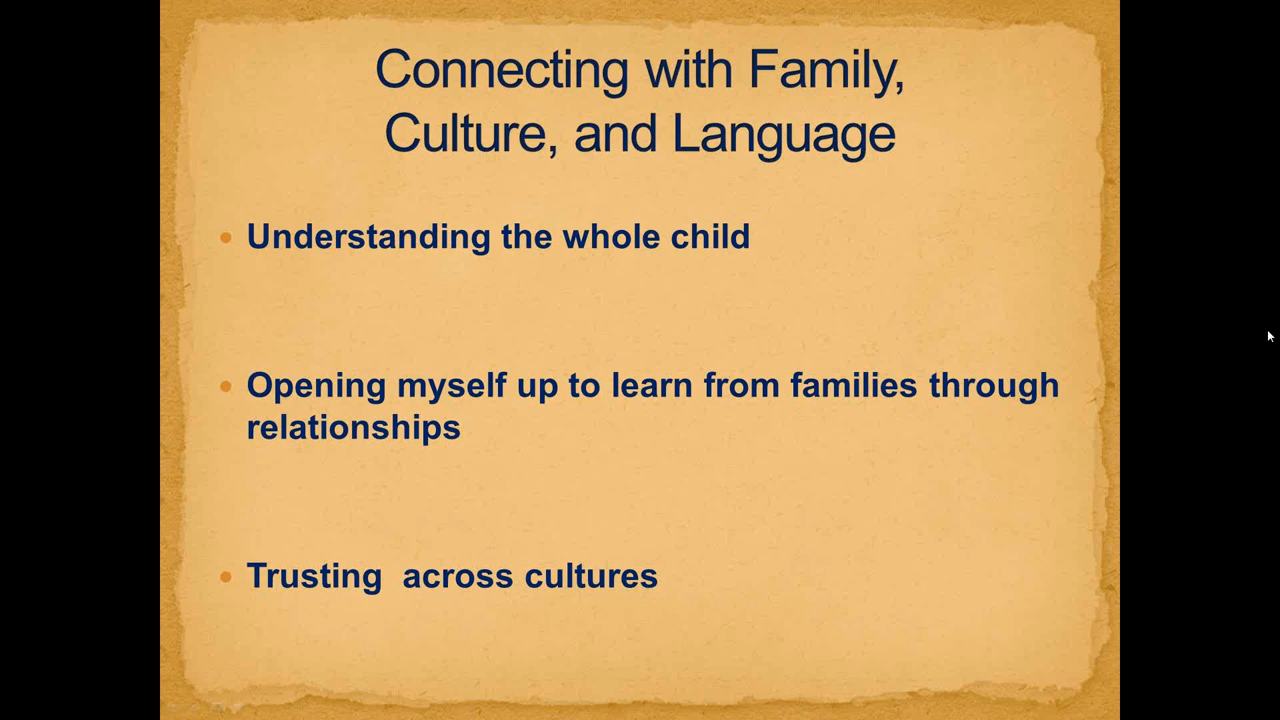 Connecting with Family,
Culture, and Language
• Understanding the whole child
• Opening myself up to learn from families through
relationships
• Trusting  across cultures